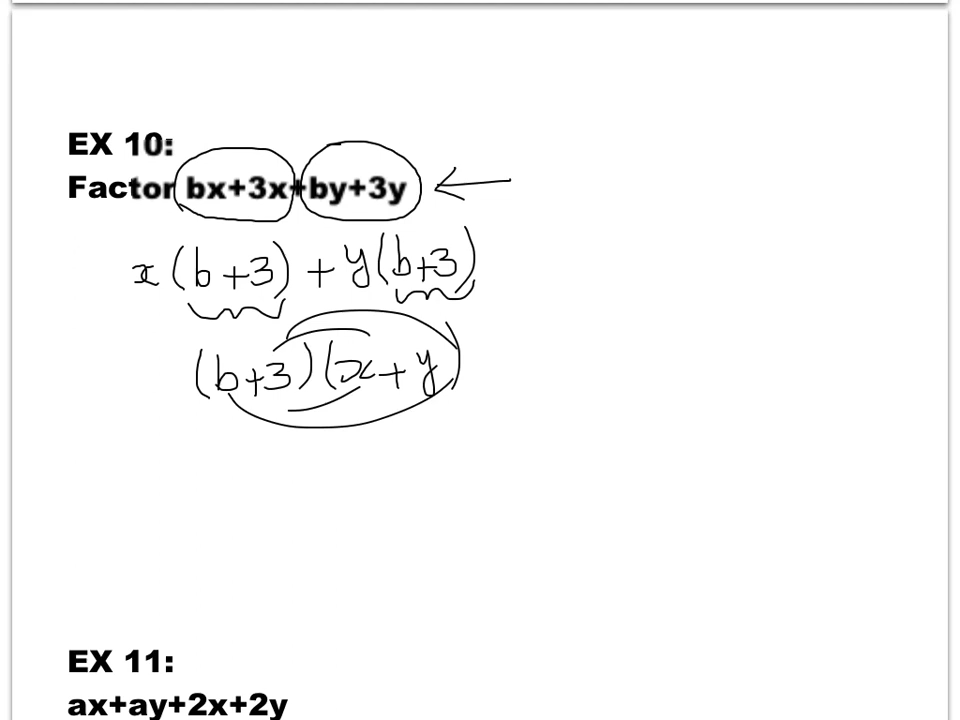 EX 10:
Factor bx+3x+by+3y
x(b+3)+y(b+3)
(b+3)(x+y)
EX 11:
ax+ay+2x+2y